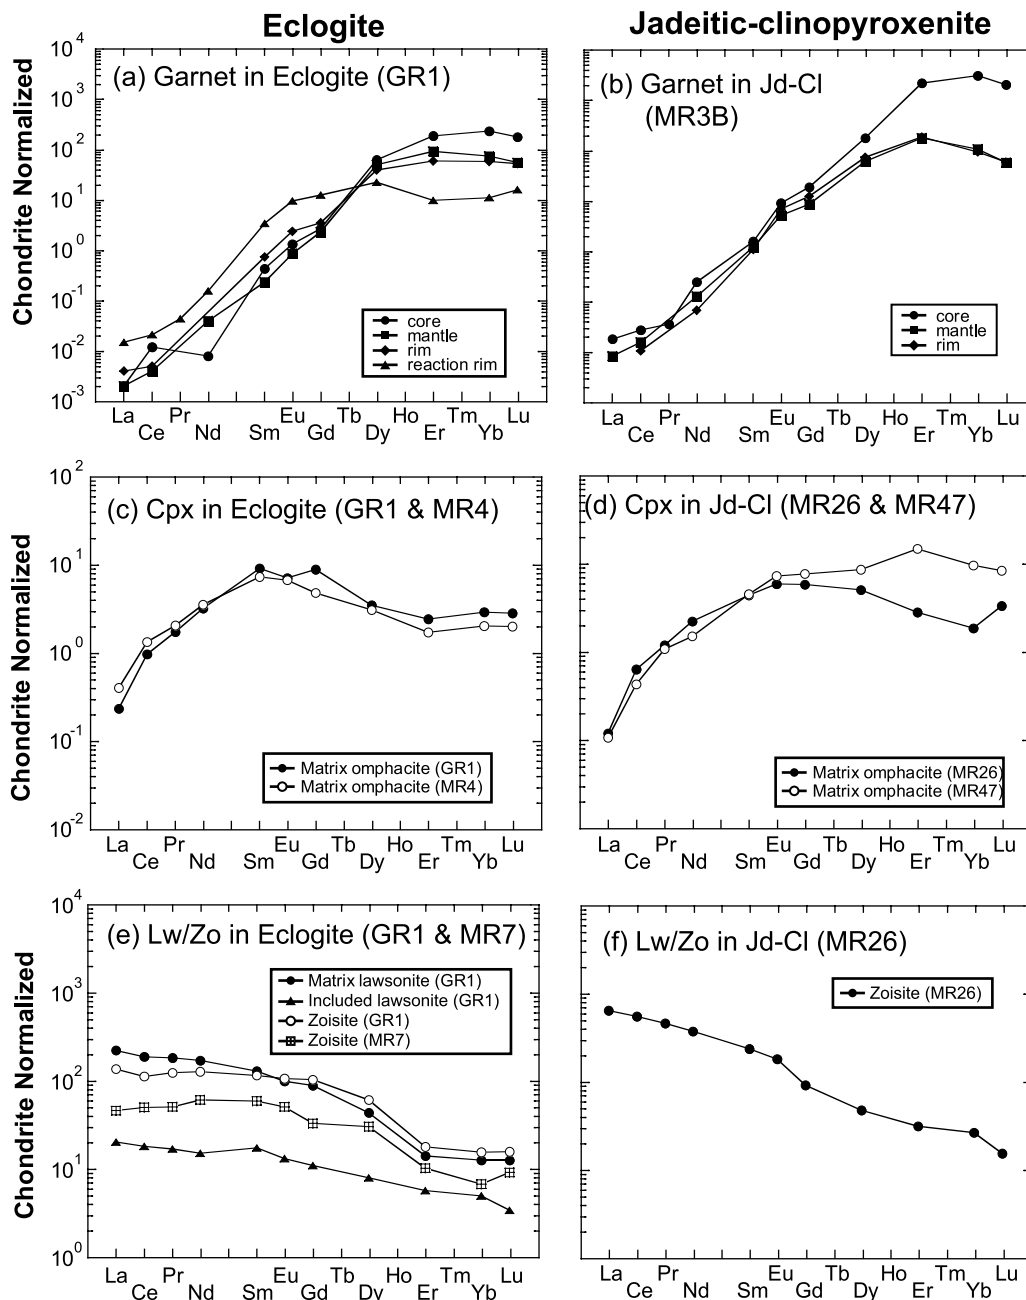 Eclogite
Jadeitic-clinopyroxenite
Chondrite Normalized
10^4
10^3
10^2
10^1
10^0
10^-1
10^-2
10^-3
(a) Garnet in Eclogite (GR1)
core
mantle
rim
reaction rim
La Ce Pr Nd Sm Eu Gd Tb Dy Ho Er Tm Yb Lu
(b) Garnet in Jd-Cl
(MR3B)
core
mantle
rim
La Ce Pr Nd Sm Eu Gd Tb Dy Ho Er Tm Yb Lu
Chondrite Normalized
10^2
10^1
10^0
10^-1
10^-2
(c) Cpx in Eclogite (GR1 & MR4)
Matrix omphacite (GR1)
Matrix omphacite (MR4)
La Ce Pr Nd Sm Eu Gd Tb Dy Ho Er Tm Yb Lu
(d) Cpx in Jd-Cl (MR26 & MR47)
Matrix omphacite (MR26)
Matrix omphacite (MR47)
La Ce Pr Nd Sm Eu Gd Tb Dy Ho Er Tm Yb Lu
Chondrite Normalized
10^4
10^3
10^2
10^1
10^0
(e) Lw/Zo in Eclogite (GR1 & MR7)
Matrix lawsonite (GR1)
Included lawsonite (GR1)
Zoisite (GR1)
Zoisite (MR7)
La Ce Pr Nd Sm Eu Gd Tb Dy Ho Er Tm Yb Lu
(f) Lw/Zo in Jd-Cl (MR26)
Zoisite (MR26)
La Ce Pr Nd Sm Eu Gd Tb Dy Ho Er Tm Yb Lu